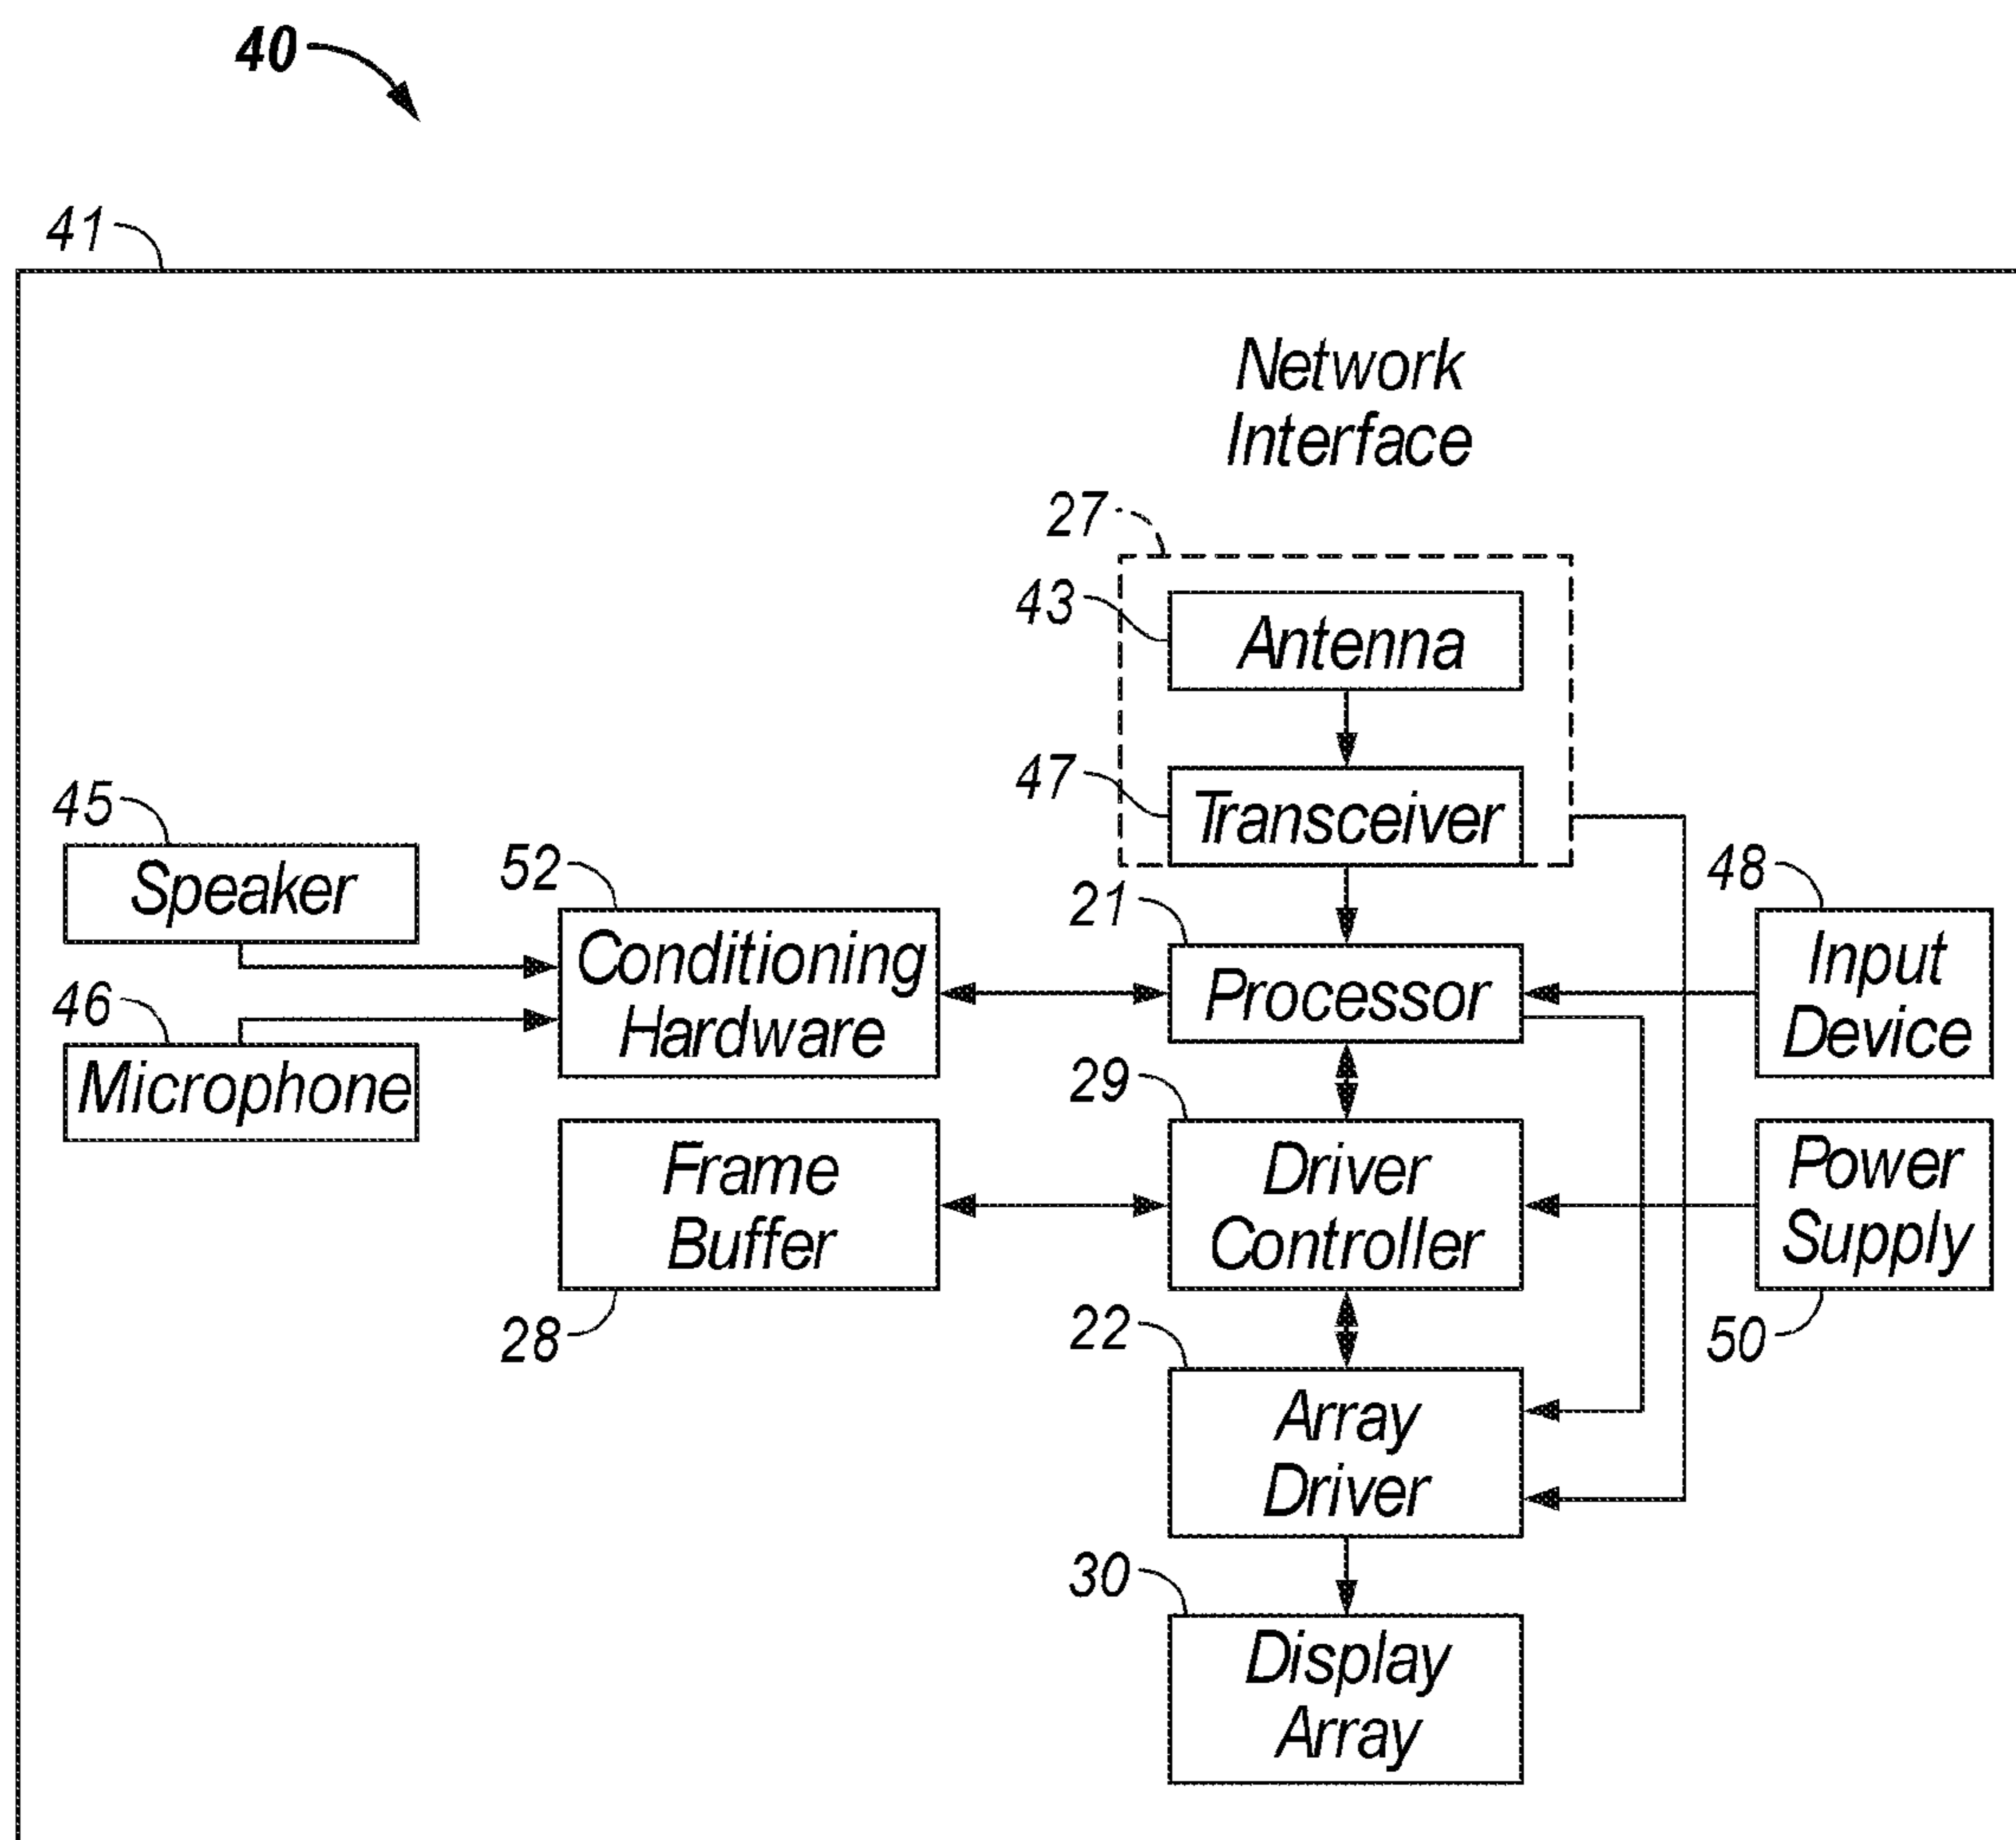 40
41
Network
Interface
27
43
Antenna
47
Transceiver
45
Speaker
52
Conditioning
Hardware
21
Processor
48
Input
Device
46
Microphone
29
Driver
Controller
Frame
Buffer
28
Power
Supply
50
22
Array
Driver
30
Display
Array